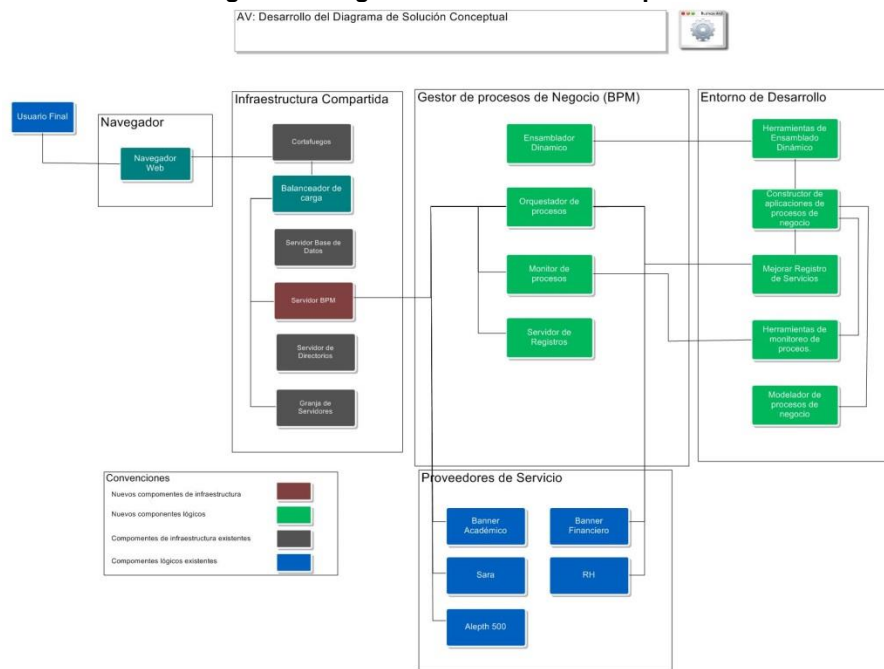 AV: Desarrollo del Diagrama de Solución Conceptual
Usuario Final
Navegador
Navegador
Web
Infraestructura Compartida
Cortafuegos
Balanceador de
carga
Servidor Base de
Datos
Servidor BPM
Servidor de
Directorios
Granja de
Servidores
Gestor de procesos de Negocio (BPM)
Ensamblador
Dinamico
Orquestador de
procesos
Monitor de
procesos
Servidor de
Registros
Entorno de Desarrollo
Herramientas de
Ensamblado
Dinámico
Constructor de
aplicaciones de
procesos de
negocio
Mejorar Registro
de Servicios
Herramientas de
monitoreo de
proceos.
Modelador de
procesos de
negocio
Convenciones
Nuevos compomentes de infraestructura
Nuevos componentes lógicos
Compomentes de infraestructura existentes
Compomentes lógicos existentes
Proveedores de Servicio
Banner
Académico
Banner
Financiero
Sara
RH
Alepth 500